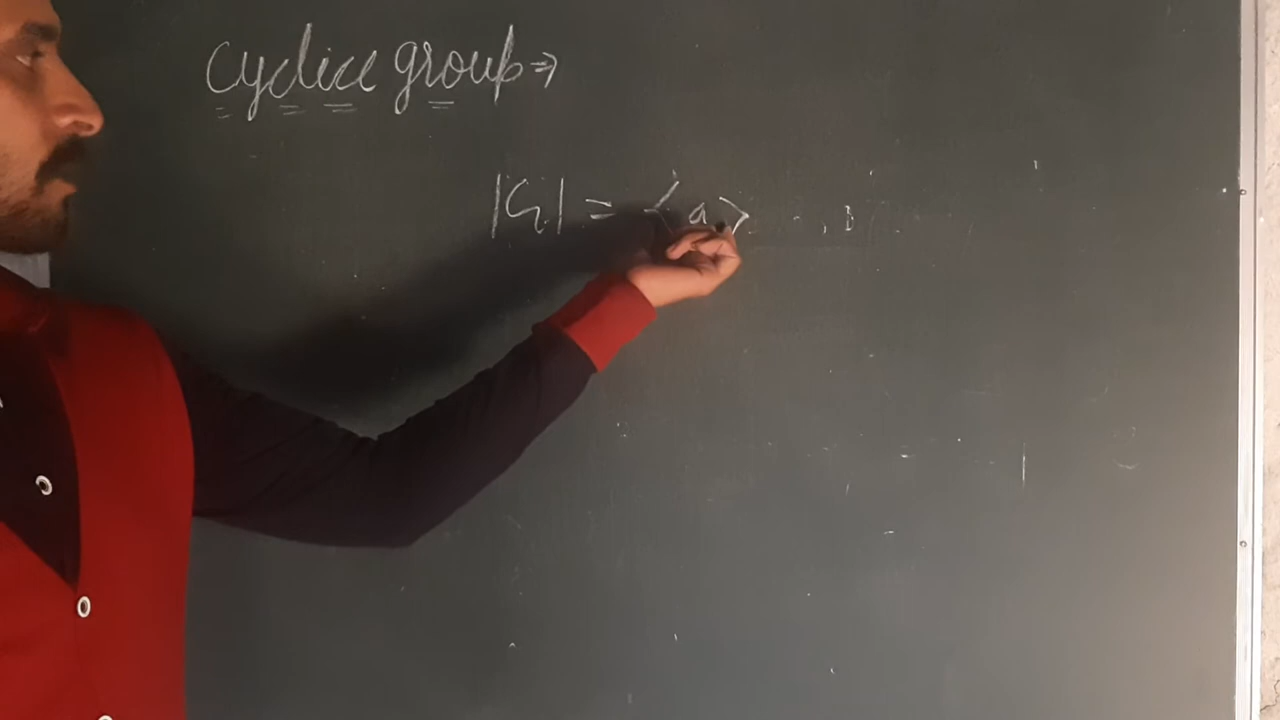 Cyclice group →
|G| = <a>